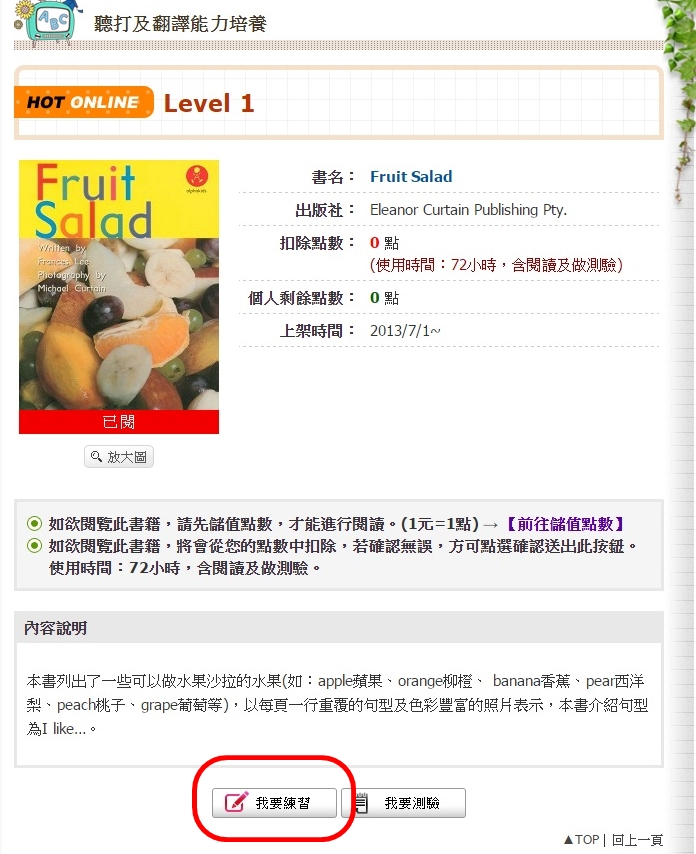 ABC
聽打及翻譯能力培養
HOT ONLINE Level 1
Fruit
Salad
alphakids
Written by
Frances Lee
Photography by
Michael Curtain
已閱
放大圖
書名： Fruit Salad
出版社： Eleanor Curtain Publishing Pty.
扣除點數： 0 點
(使用時間：72小時，含閱讀及做測驗)
個人剩餘點數： 0 點
上架時間： 2013/7/1~
如欲閱覽此書籍，請先儲值點數，才能進行閱讀。(1元=1點) → 【前往儲值點數】
如欲閱覽此書籍，將會從您的點數中扣除，若確認無誤，方可點選確認送出此按鈕。
使用時間：72小時，含閱讀及做測驗。
內容說明
本書列出了一些可以做水果沙拉的水果(如：apple蘋果、orange柳橙、 banana香蕉、pear西洋
梨、peach桃子、grape葡萄等)，以每頁一行重覆的句型及色彩豐富的照片表示，本書介紹句型
為I like...。
我要練習 我要測驗
▲TOP | 回上一頁